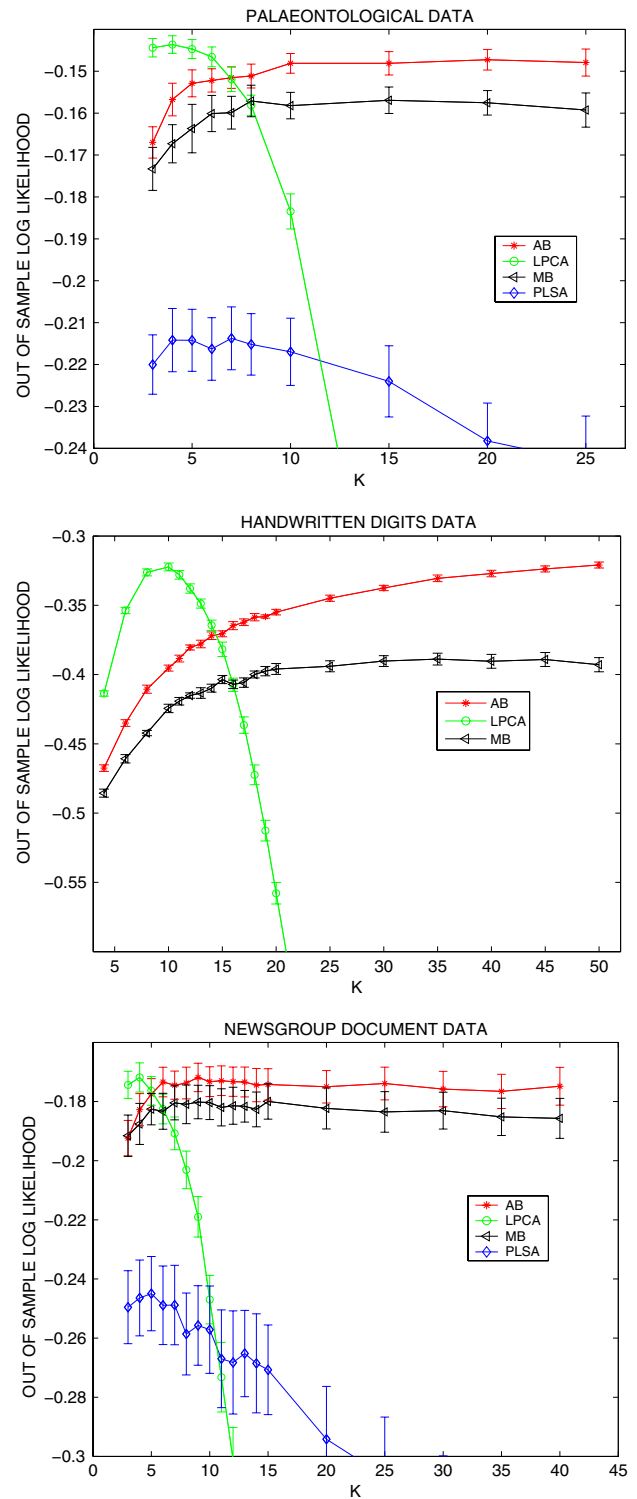 PALAEONTOLOGICAL DATA
OUT OF SAMPLE LOG LIKELIHOOD
−0.15
−0.16
−0.17
−0.18
−0.19
−0.2
−0.21
−0.22
−0.23
−0.24
AB
LPCA
MB
PLSA
0 5 10 15 20 25
K
HANDWRITTEN DIGITS DATA
OUT OF SAMPLE LOG LIKELIHOOD
−0.3
−0.35
−0.4
−0.45
−0.5
−0.55
AB
LPCA
MB
5 10 15 20 25 30 35 40 45 50
K
NEWSGROUP DOCUMENT DATA
OUT OF SAMPLE LOG LIKELIHOOD
−0.18
−0.2
−0.22
−0.24
−0.26
−0.28
−0.3
AB
LPCA
MB
PLSA
0 5 10 15 20 25 30 35 40 45
K